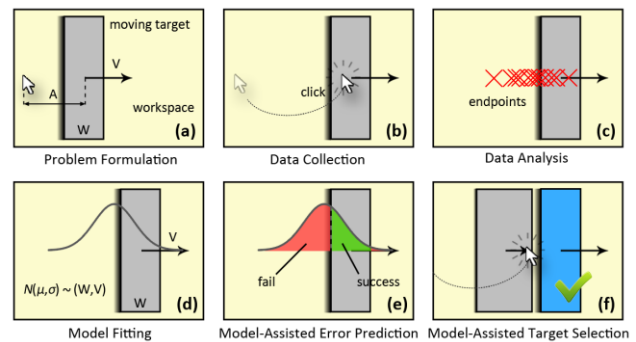 moving target
V
A
workspace
W
(a)
Problem Formulation
click
(b)
Data Collection
endpoints
(c)
Data Analysis
V
N(μ,σ) ~ (W,V)
W
(d)
Model Fitting
fail
success
(e)
Model-Assisted Error Prediction
(f)
Model-Assisted Target Selection